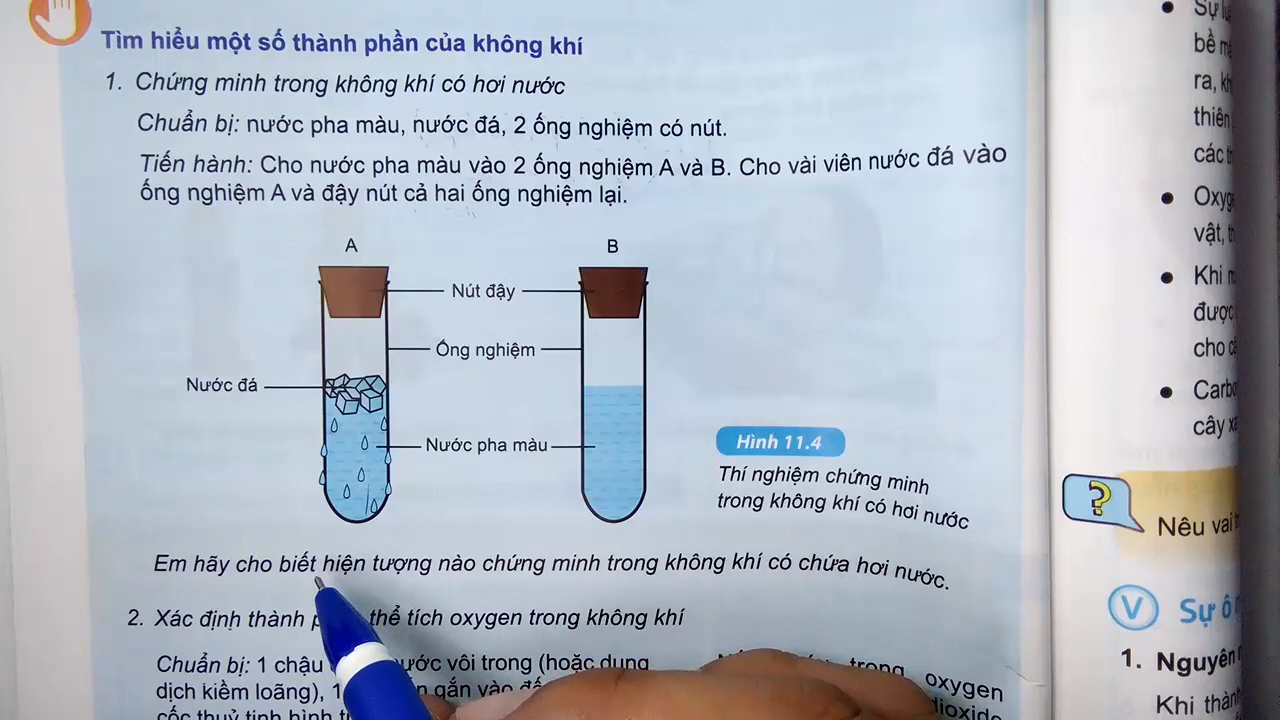 Tìm hiểu một số thành phần của không khí
1. Chứng minh trong không khí có hơi nước
Chuẩn bị: nước pha màu, nước đá, 2 ống nghiệm có nút.
Tiến hành: Cho nước pha màu vào 2 ống nghiệm A và B. Cho vài viên nước đá vào
ống nghiệm A và đậy nút cả hai ống nghiệm lại.
A
B
Nút đậy
Ống nghiệm
Nước đá
Nước pha màu
Hình 11.4
Thí nghiệm chứng minh
trong không khí có hơi nước
Em hãy cho biết hiện tượng nào chứng minh trong không khí có chứa hơi nước.
2. Xác định thành thể tích oxygen trong không khí
Chuẩn bị: 1 chậu vôi trong (hoặc dung
dịch kiềm loãng), gắn vào
cốc thuỷ tinh hình
trong oxygen
• Sự
bề
ra,
thiên
các
•
vật,
• Khi
được
cho
•
cây
?
Nêu vai
V Sự
1. Nguyên
Khi